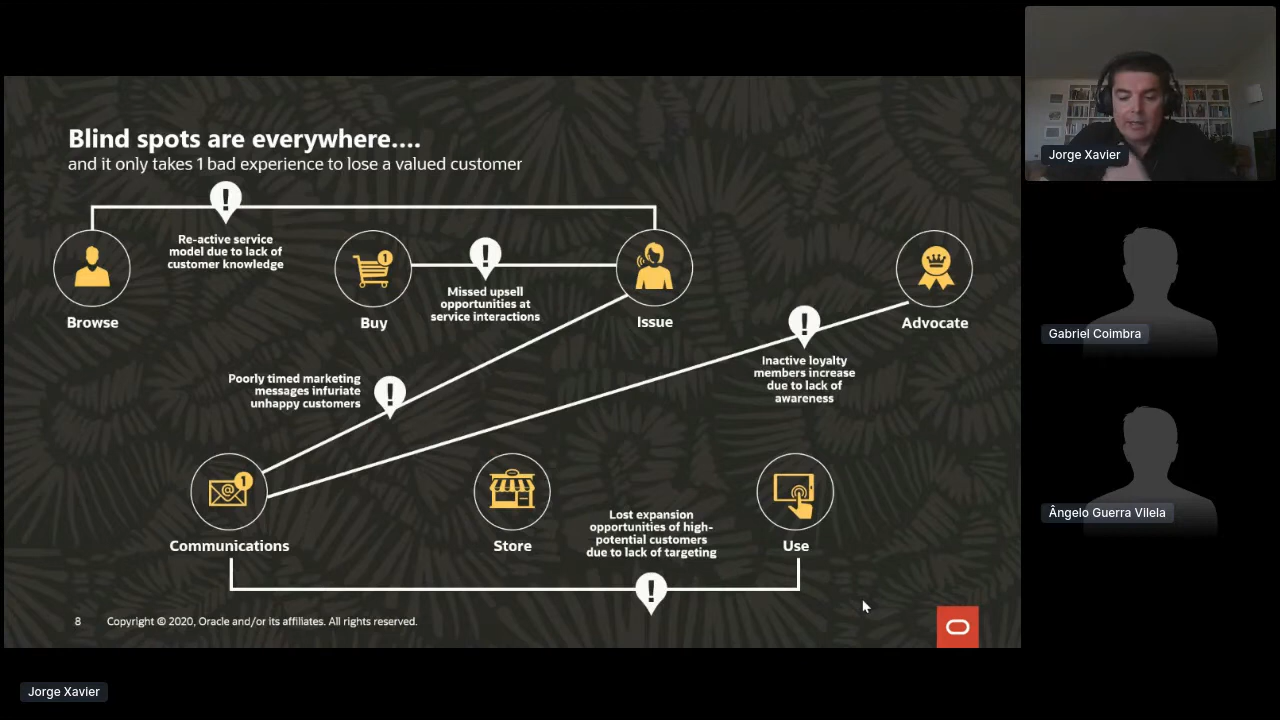 Blind spots are everywhere....
and it only takes 1 bad experience to lose a valued customer
!
Re-active service
model due to lack of
customer knowledge
!
Missed upsell
opportunities at
service interactions
Browse
1
Buy
Issue
Advocate
!
Inactive loyalty
members increase
due to lack of
awareness
Poorly timed marketing
messages infuriate
unhappy customers
!
@ 1
Communications
Store
Lost expansion
opportunities of high-
potential customers
due to lack of targeting
Use
!
8 Copyright © 2020, Oracle and/or its affiliates. All rights reserved.
Jorge Xavier
Gabriel Coimbra
Ângelo Guerra Vilela
Jorge Xavier